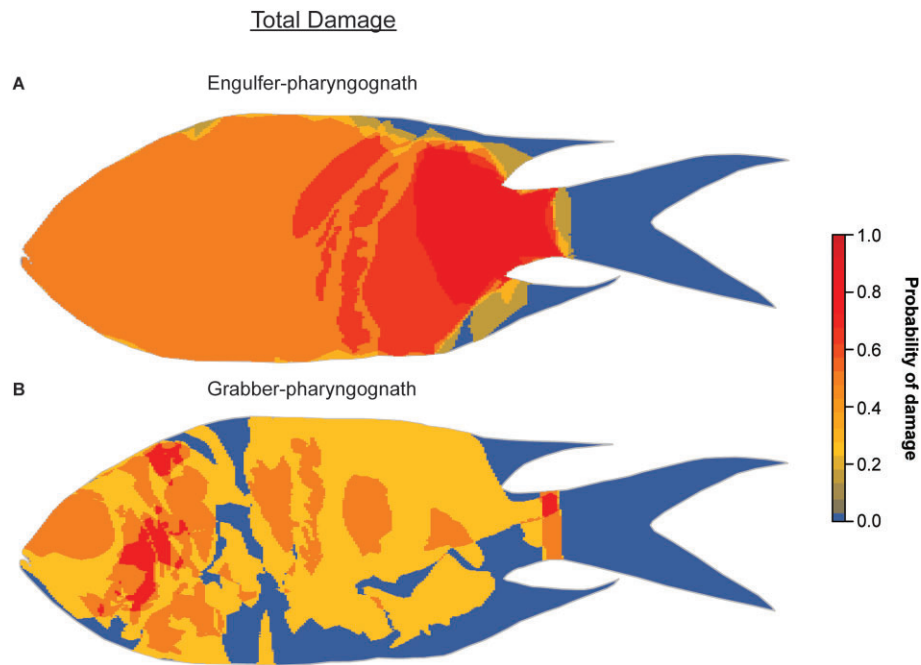 Total Damage
A
Engulfer-pharyngognath
1.0
0.8
0.6
0.4
0.2
0.0
Probability of damage
B
Grabber-pharyngognath